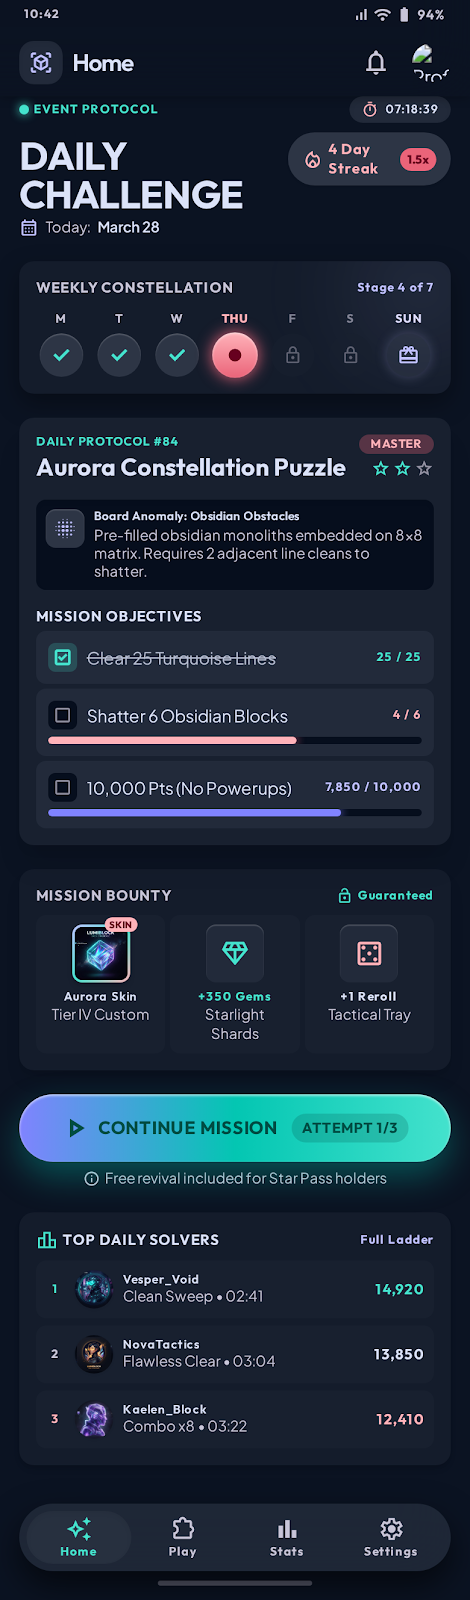 10:42
94%
Home
Prof
EVENT PROTOCOL
07:18:39
DAILY
CHALLENGE
4 Day
Streak
1.5x
Today: March 28
WEEKLY CONSTELLATION
Stage 4 of 7
M T W THU F S SUN
DAILY PROTOCOL #84
MASTER
Aurora Constellation Puzzle
Board Anomaly: Obsidian Obstacles
Pre-filled obsidian monoliths embedded on 8×8
matrix. Requires 2 adjacent line cleans to
shatter.
MISSION OBJECTIVES
Clear 25 Turquoise Lines
25 / 25
Shatter 6 Obsidian Blocks
4 / 6
10,000 Pts (No Powerups)
7,850 / 10,000
MISSION BOUNTY
Guaranteed
SKIN
LUMIBLOCK
Aurora Skin
Tier IV Custom
+350 Gems
Starlight
Shards
+1 Reroll
Tactical Tray
CONTINUE MISSION
ATTEMPT 1/3
Free revival included for Star Pass holders
TOP DAILY SOLVERS
Full Ladder
1
Vesper_Void
Clean Sweep • 02:41
14,920
2
NovaTactics
Flawless Clear • 03:04
13,850
3
Kaelen_Block
Combo x8 • 03:22
12,410
Home
Play
Stats
Settings